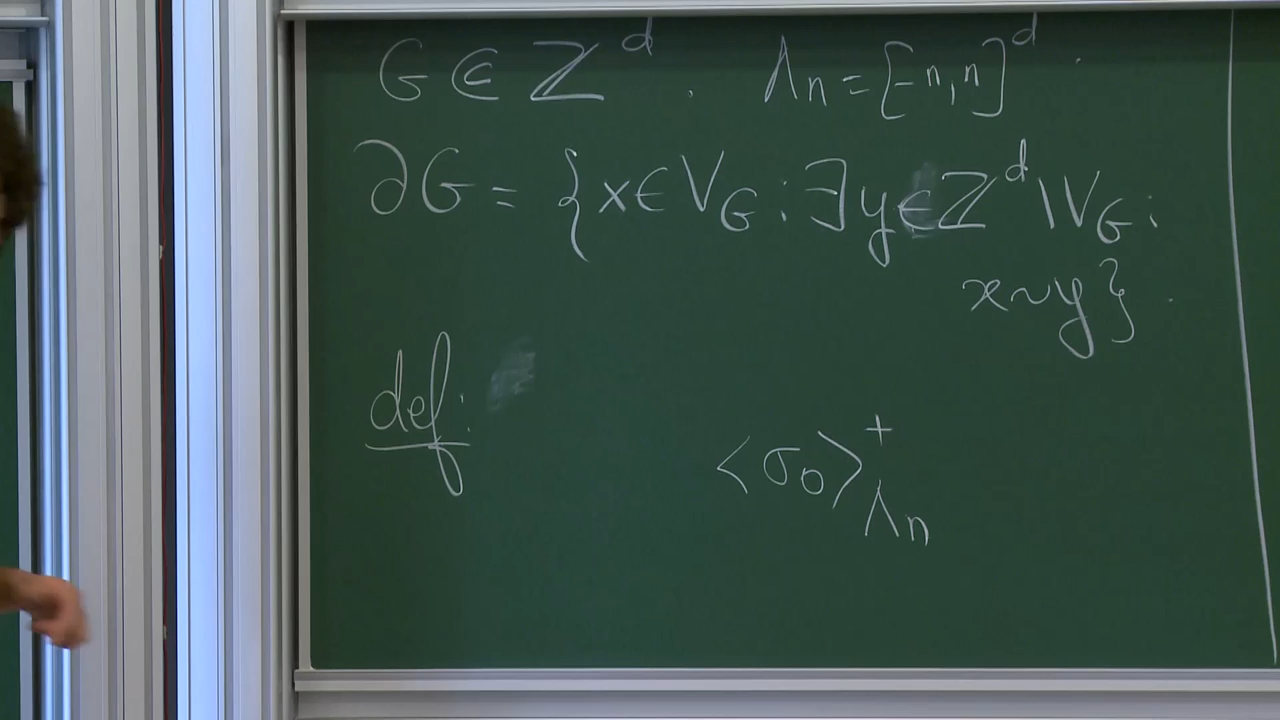 G ∈ ℤ^d . Λ_n = [-n, n]^d .
∂G = {x ∈ V_G : ∃ y ∈ ℤ^d \ V_G :
x ~ y} .
def:
<σ_0>^+_{Λ_n}